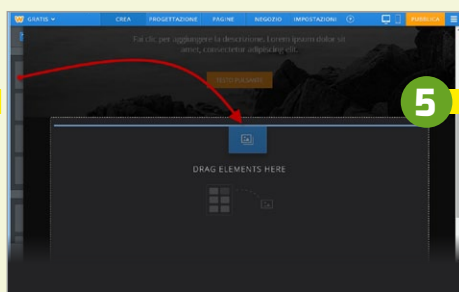 GRATIS CREA PROGETTAZIONE PAGINE NEGOZIO IMPOSTAZIONI PUBBLICA
Fai clic per aggiungere la descrizione. Lorem ipsum dolor sit
amet, consectetur adipiscing elit.
DRAG ELEMENTS HERE
5